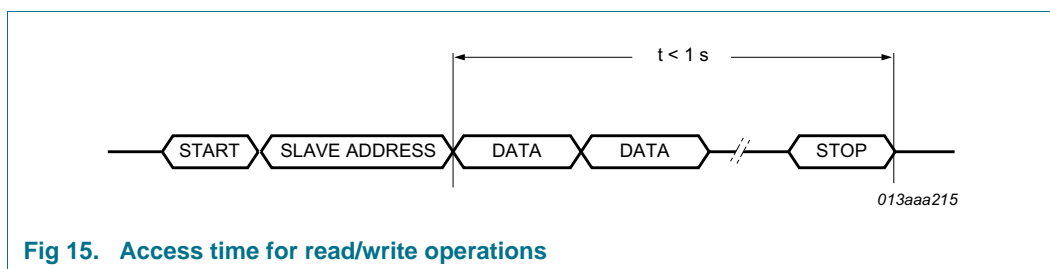 t < 1 s
START SLAVE ADDRESS DATA DATA STOP
013aaa215
Fig 15. Access time for read/write operations